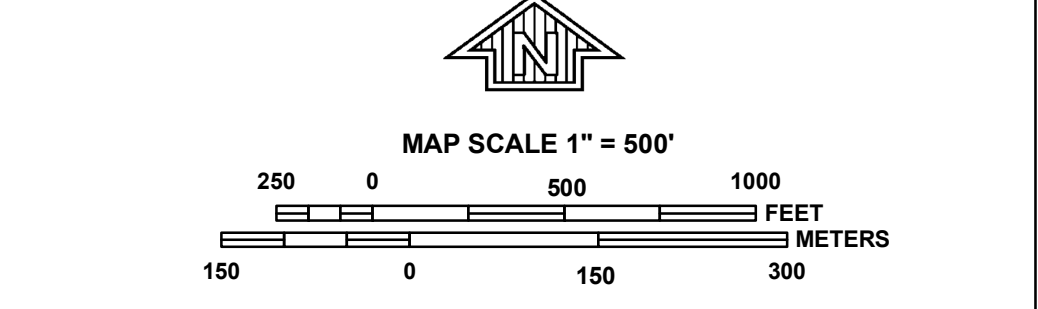 N
MAP SCALE 1" = 500'
250 0 500 1000
FEET
METERS
150 0 150 300